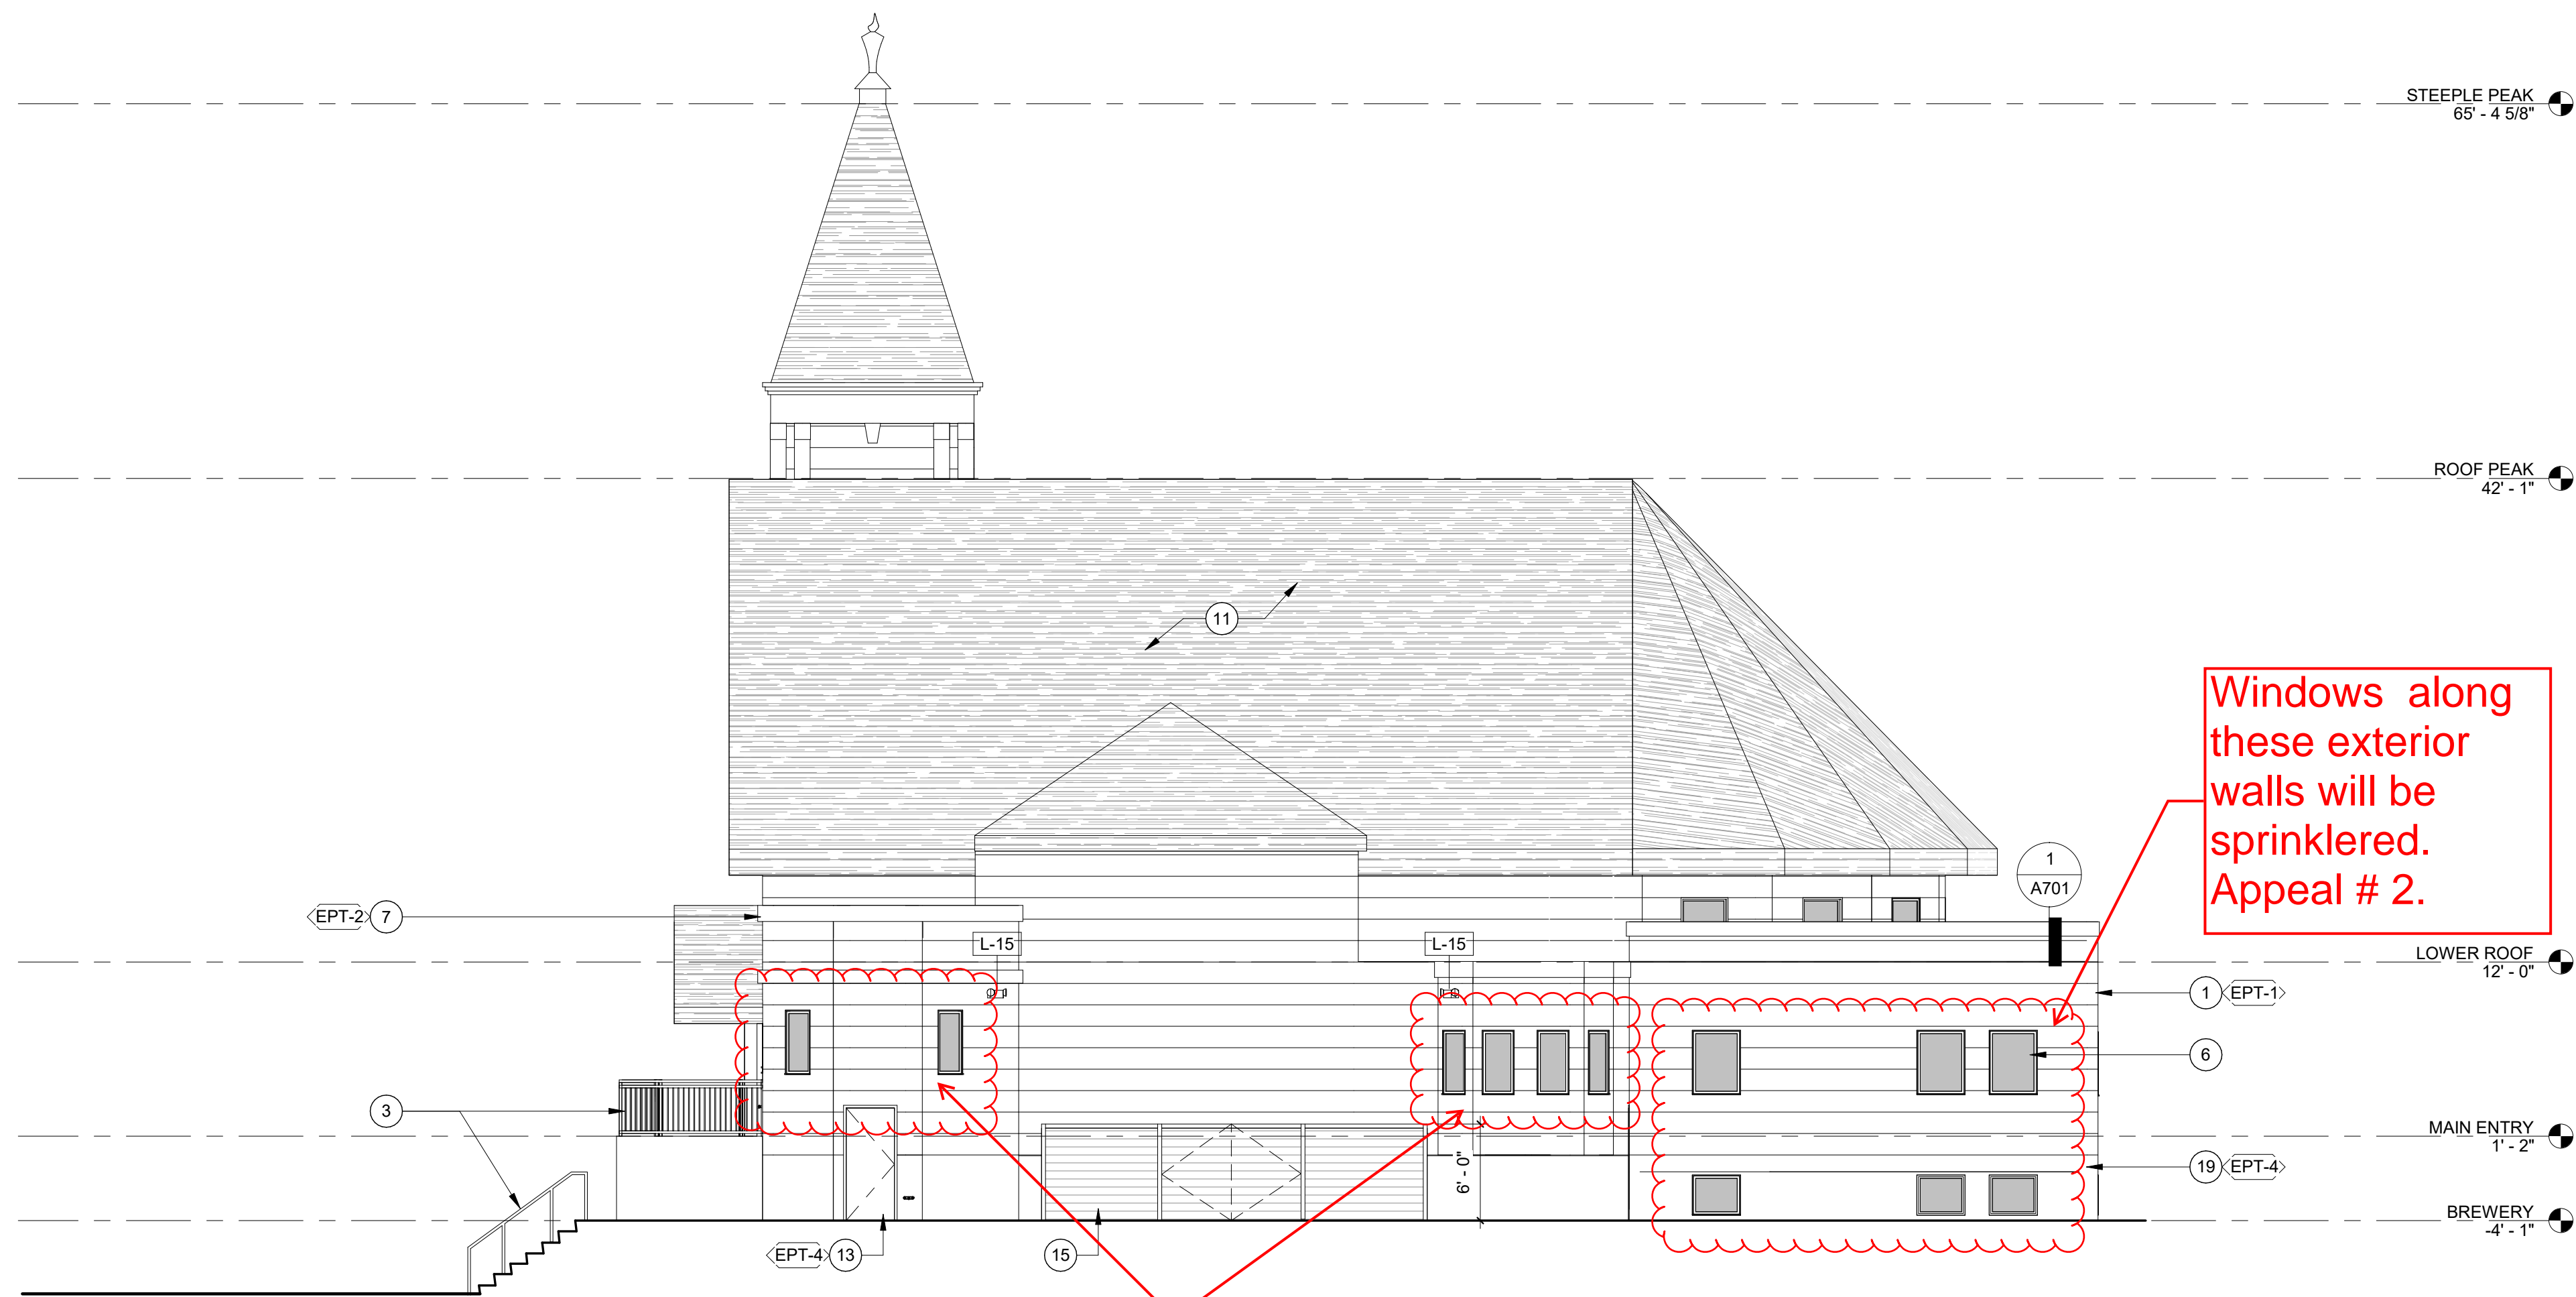 STEEPLE PEAK
65' - 4 5/8"
ROOF PEAK
42' - 1"
11
Windows along
these exterior
walls will be
sprinklered.
Appeal # 2.
1
A701
EPT-2 7
L-15
L-15
LOWER ROOF
12' - 0"
1 EPT-1
6
3
MAIN ENTRY
1' - 2"
6' - 0"
19 EPT-4
BREWERY
-4' - 1"
EPT-4 13
15